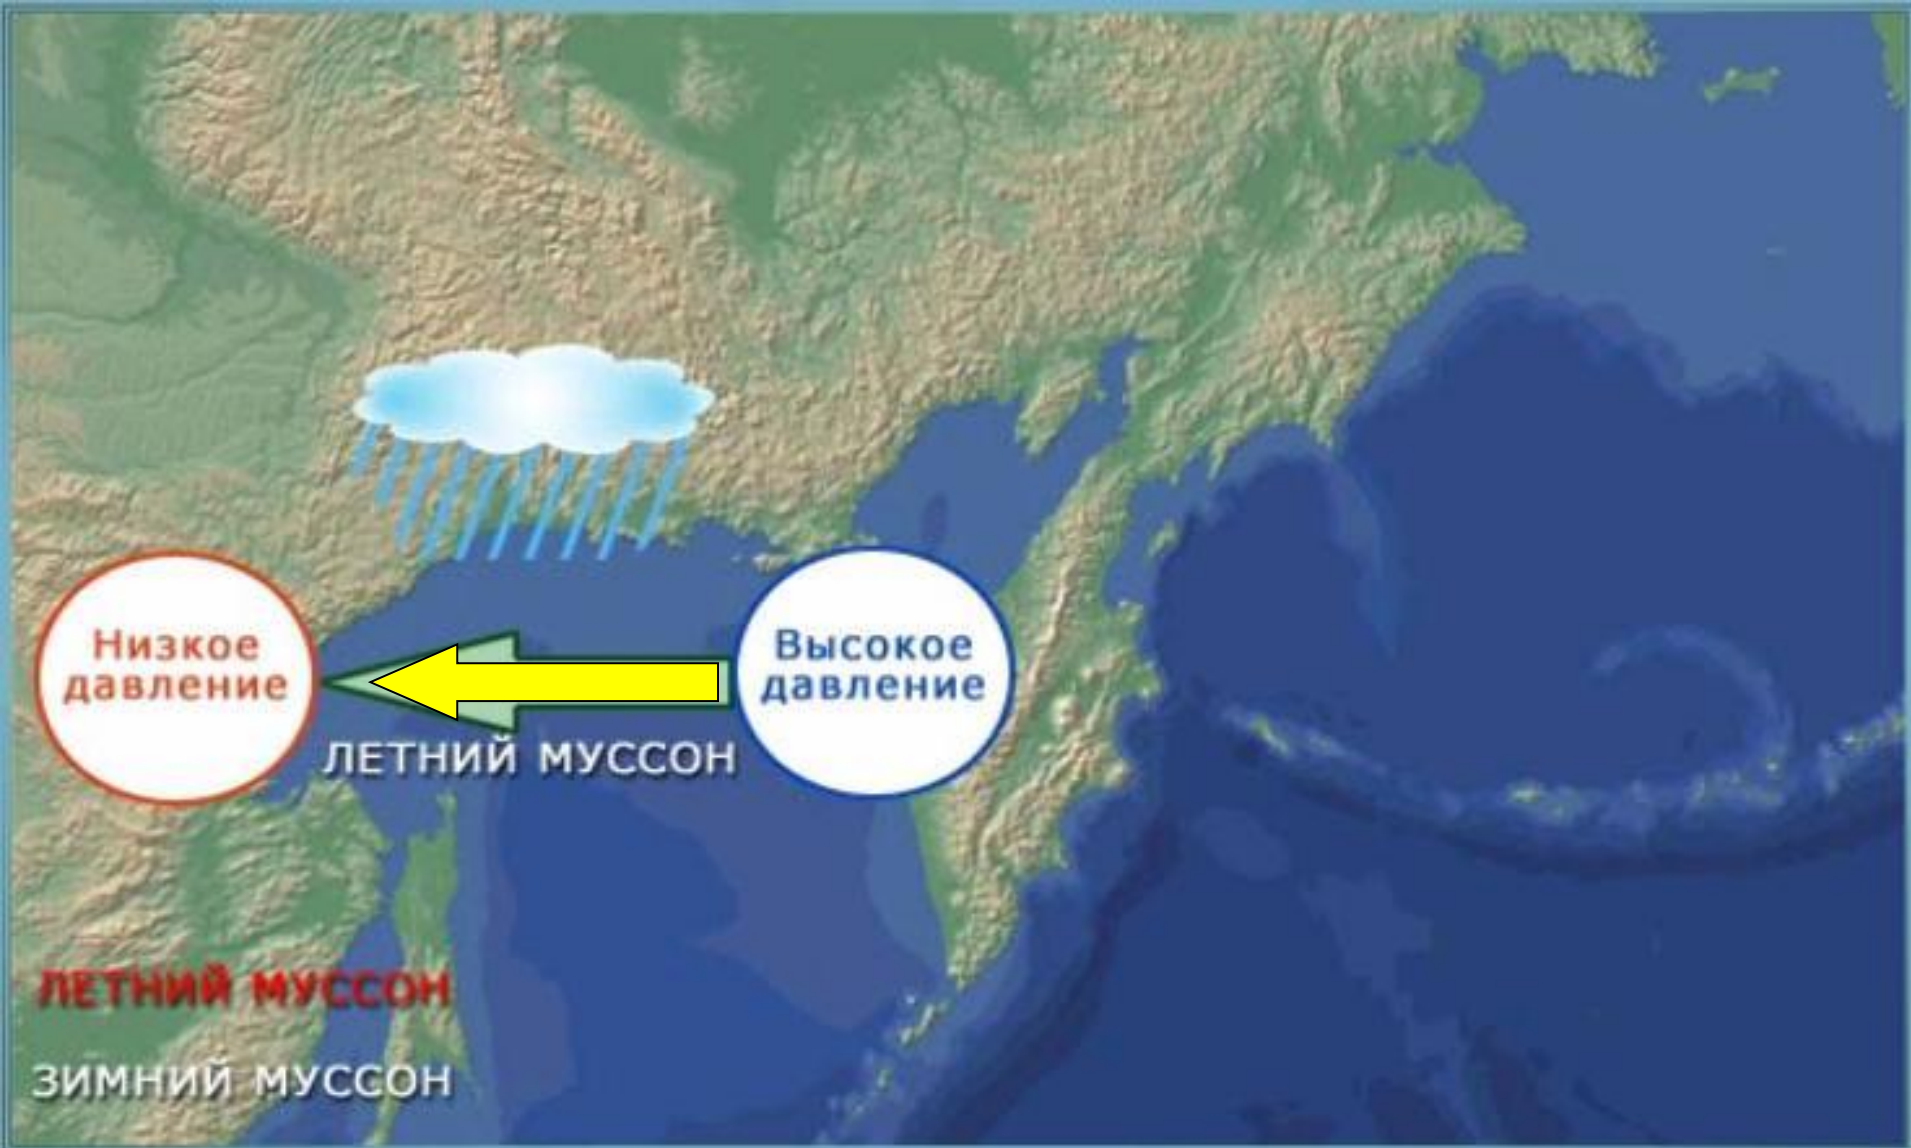 Низкое
давление
Высокое
давление
ЛЕТНИЙ МУССОН
ЛЕТНИЙ МУССОН
ЗИМНИЙ МУССОН